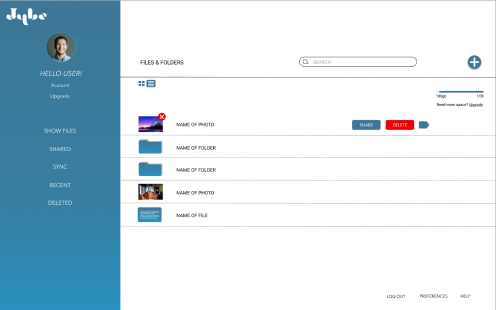 Jybe
HELLO USER!
Account
Upgrade
SHOW FILES
SHARED
SYNC
RECENT
DELETED
FILES & FOLDERS
SEARCH
1TB
Need more space? Upgrade
NAME OF PHOTO
SHARE
DELETE
NAME OF FOLDER
NAME OF FOLDER
NAME OF PHOTO
NAME OF FILE
LOG OUT
PREFERENCES
HELP